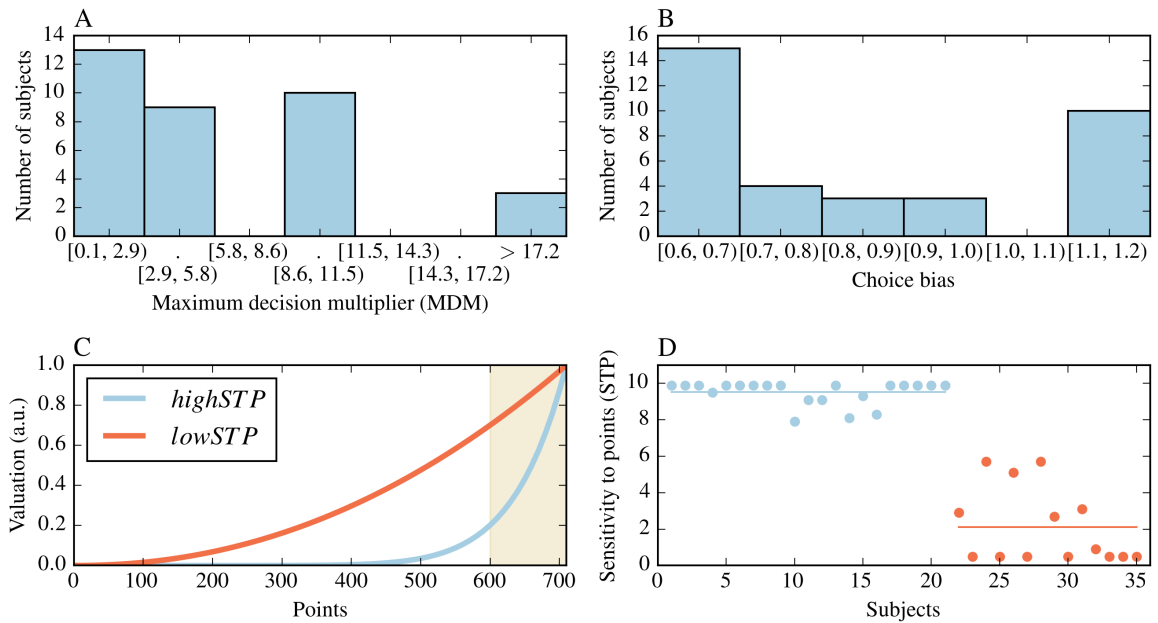 A
Number of subjects
14
12
10
8
6
4
2
0
[0.1, 2.9) . [5.8, 8.6) . [11.5, 14.3) . > 17.2
[2.9, 5.8) [8.6, 11.5) [14.3, 17.2)
Maximum decision multiplier (MDM)
B
Number of subjects
16
14
12
10
8
6
4
2
0
[0.6, 0.7) [0.7, 0.8) [0.8, 0.9) [0.9, 1.0) [1.0, 1.1) [1.1, 1.2)
Choice bias
C
Valuation (a.u.)
1.0
0.8
0.6
0.4
0.2
0.0
highSTP
lowSTP
0 100 200 300 400 500 600 700
Points
D
Sensitivity to points (STP)
10
8
6
4
2
0
0 5 10 15 20 25 30 35
Subjects